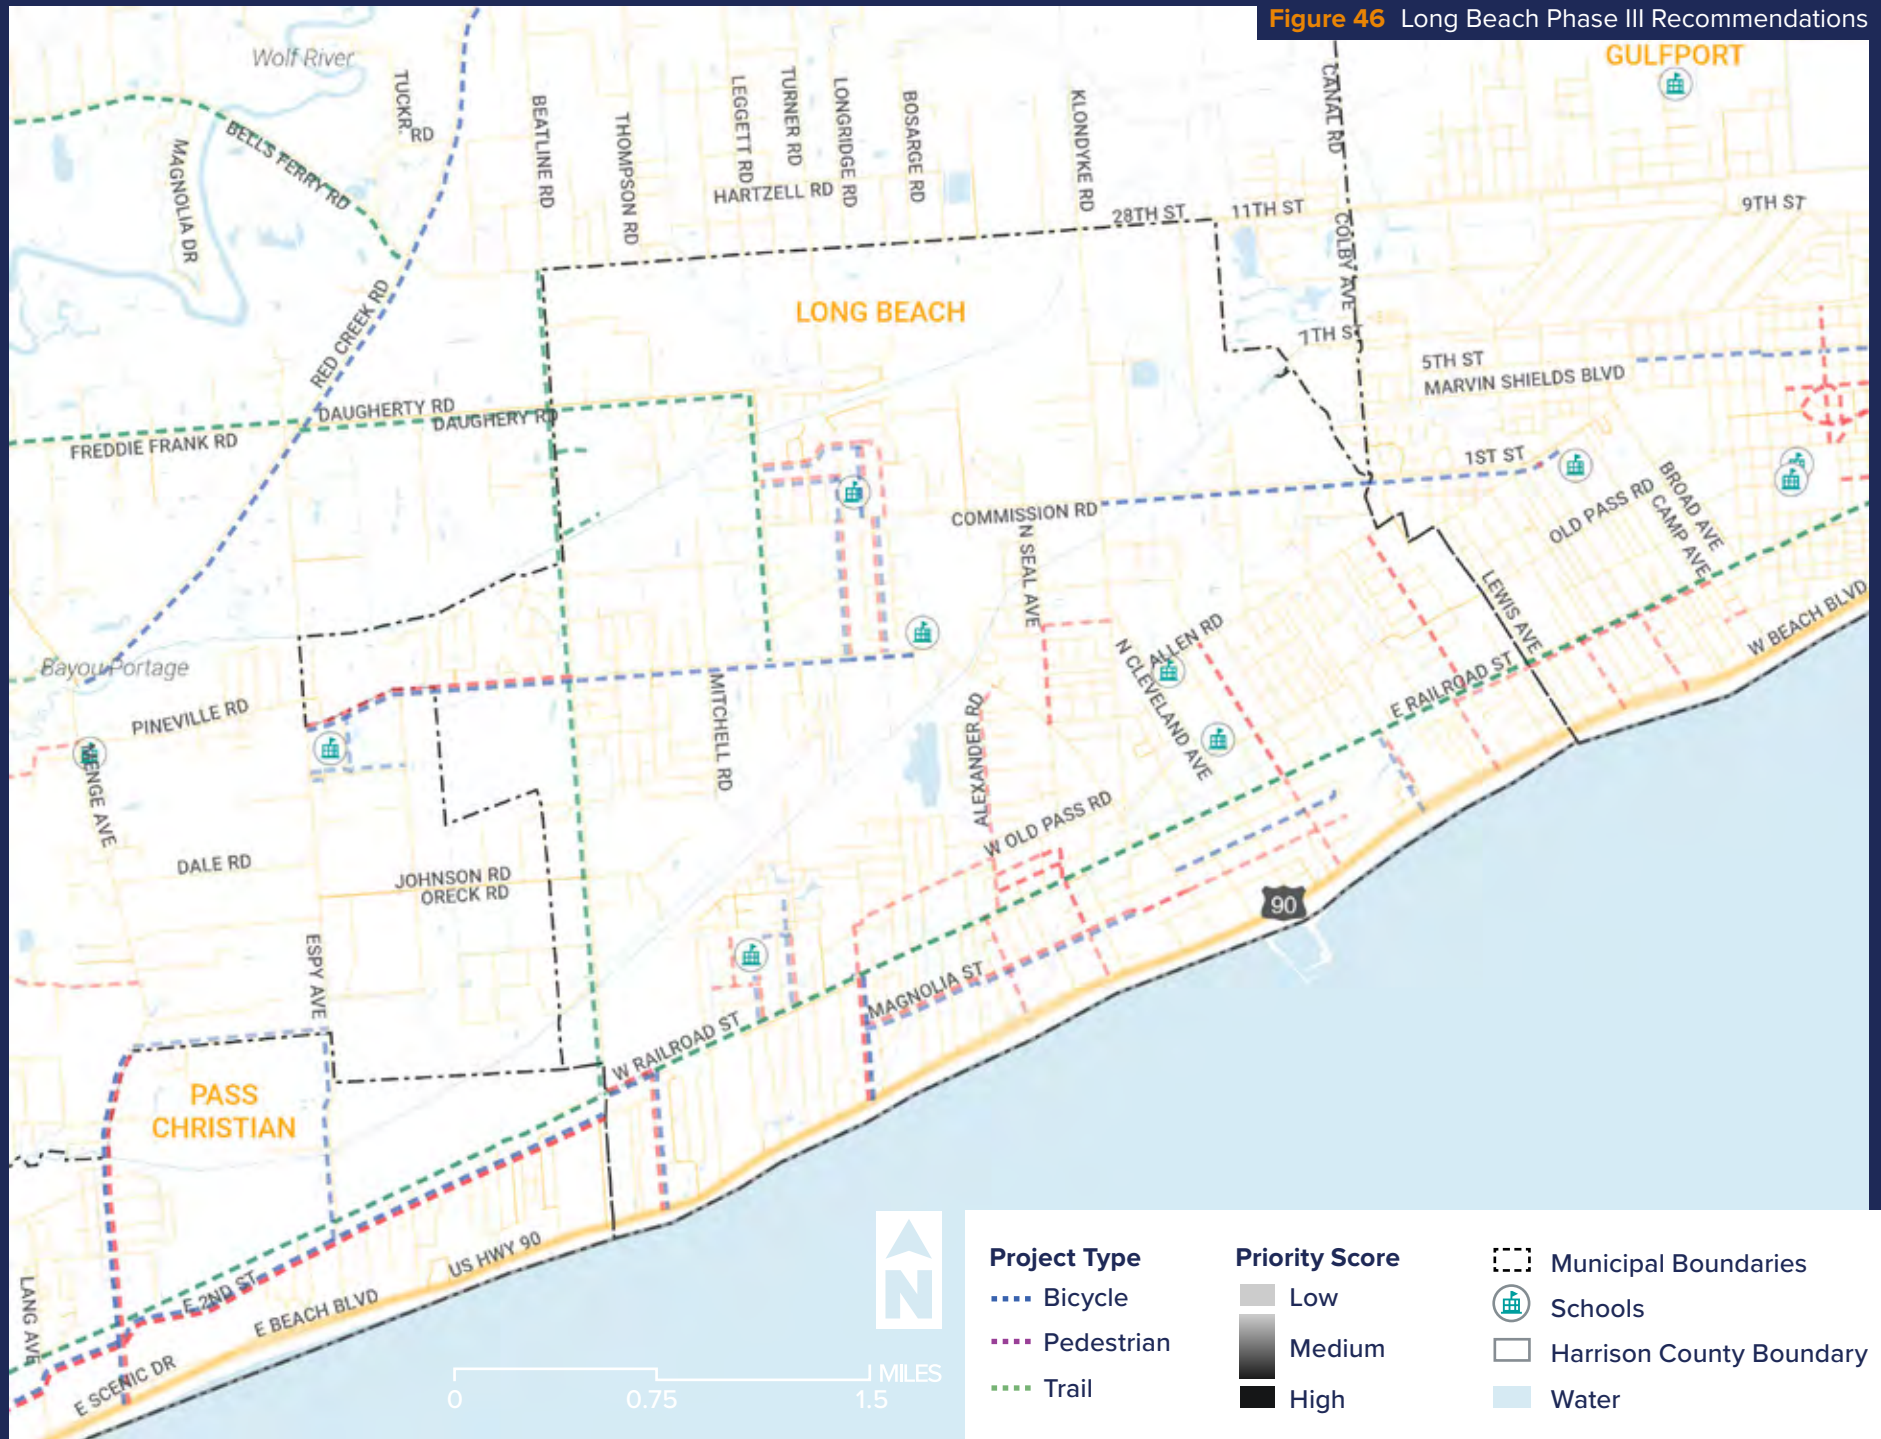 Figure 46 Long Beach Phase III Recommendations
GULFPORT
Wolf River
TUCKR. RD
BEATLINE RD
THOMPSON RD
LEGGETT RD
TURNER RD
LONGRIDGE RD
BOSARGE RD
KLONDYKE RD
CANAL RD
MAGNOLIA DR
BELLS FERRY RD
HARTZELL RD
28TH ST
11TH ST
9TH ST
COLBY AVE
RED CREEK RD
LONG BEACH
7TH ST
5TH ST
MARVIN SHIELDS BLVD
DAUGHERTY RD
DAUGHERY RD
FREDDIE FRANK RD
1ST ST
BROAD AVE
CAMP AVE
OLD PASS RD
COMMISSION RD
N SEAL AVE
LEWIS AVE
W BEACH BLVD
Bayou Portage
N CLEVELAND AVE
ALLEN RD
E RAILROAD ST
PINEVILLE RD
MITCHELL RD
ALEXANDER RD
MENGE AVE
W OLD PASS RD
DALE RD
JOHNSON RD
ORECK RD
90
ESPY AVE
MAGNOLIA ST
W RAILROAD ST
PASS
CHRISTIAN
US HWY 90
E 2ND ST
E BEACH BLVD
LANG AVE
E SCENIC DR
N
MILES
0 0.75 1.5
Project Type
Bicycle
Pedestrian
Trail
Priority Score
Low
Medium
High
Municipal Boundaries
Schools
Harrison County Boundary
Water